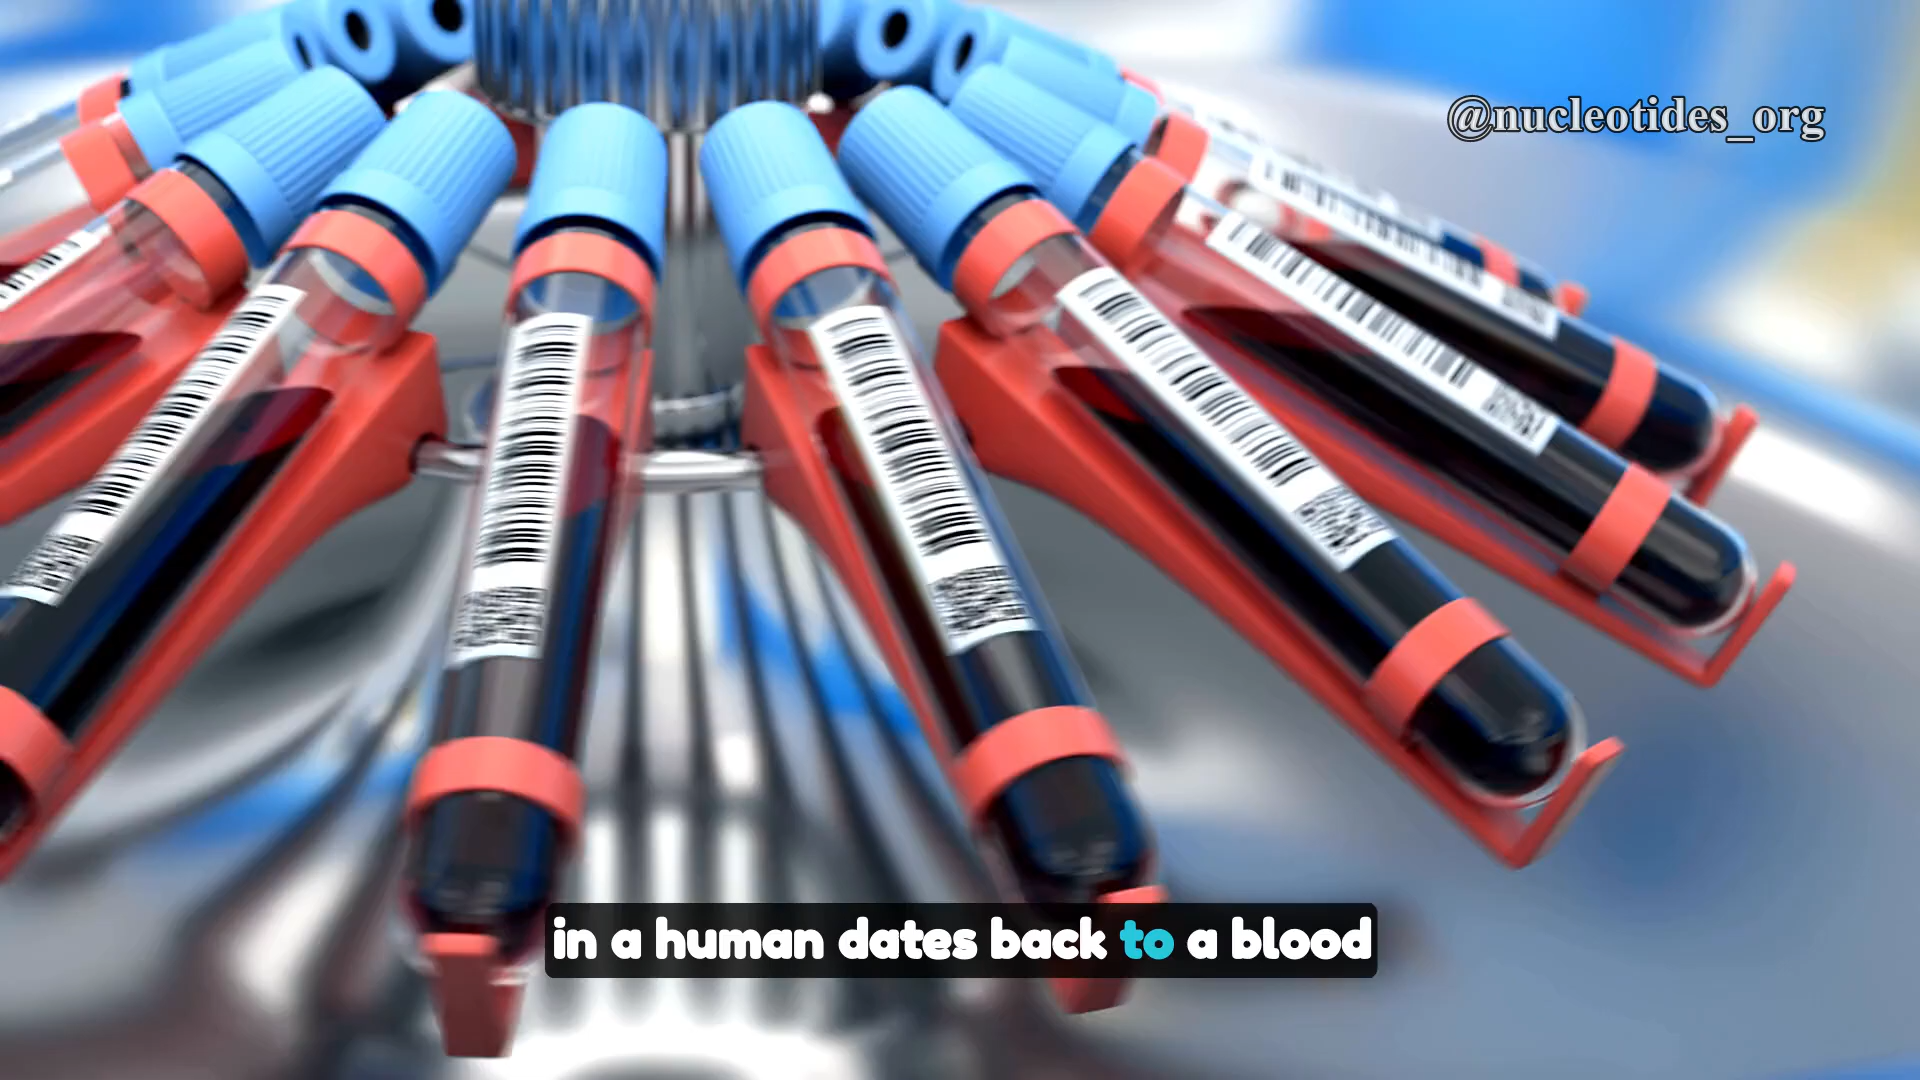 @nucleotides_org
in a human dates back to a blood